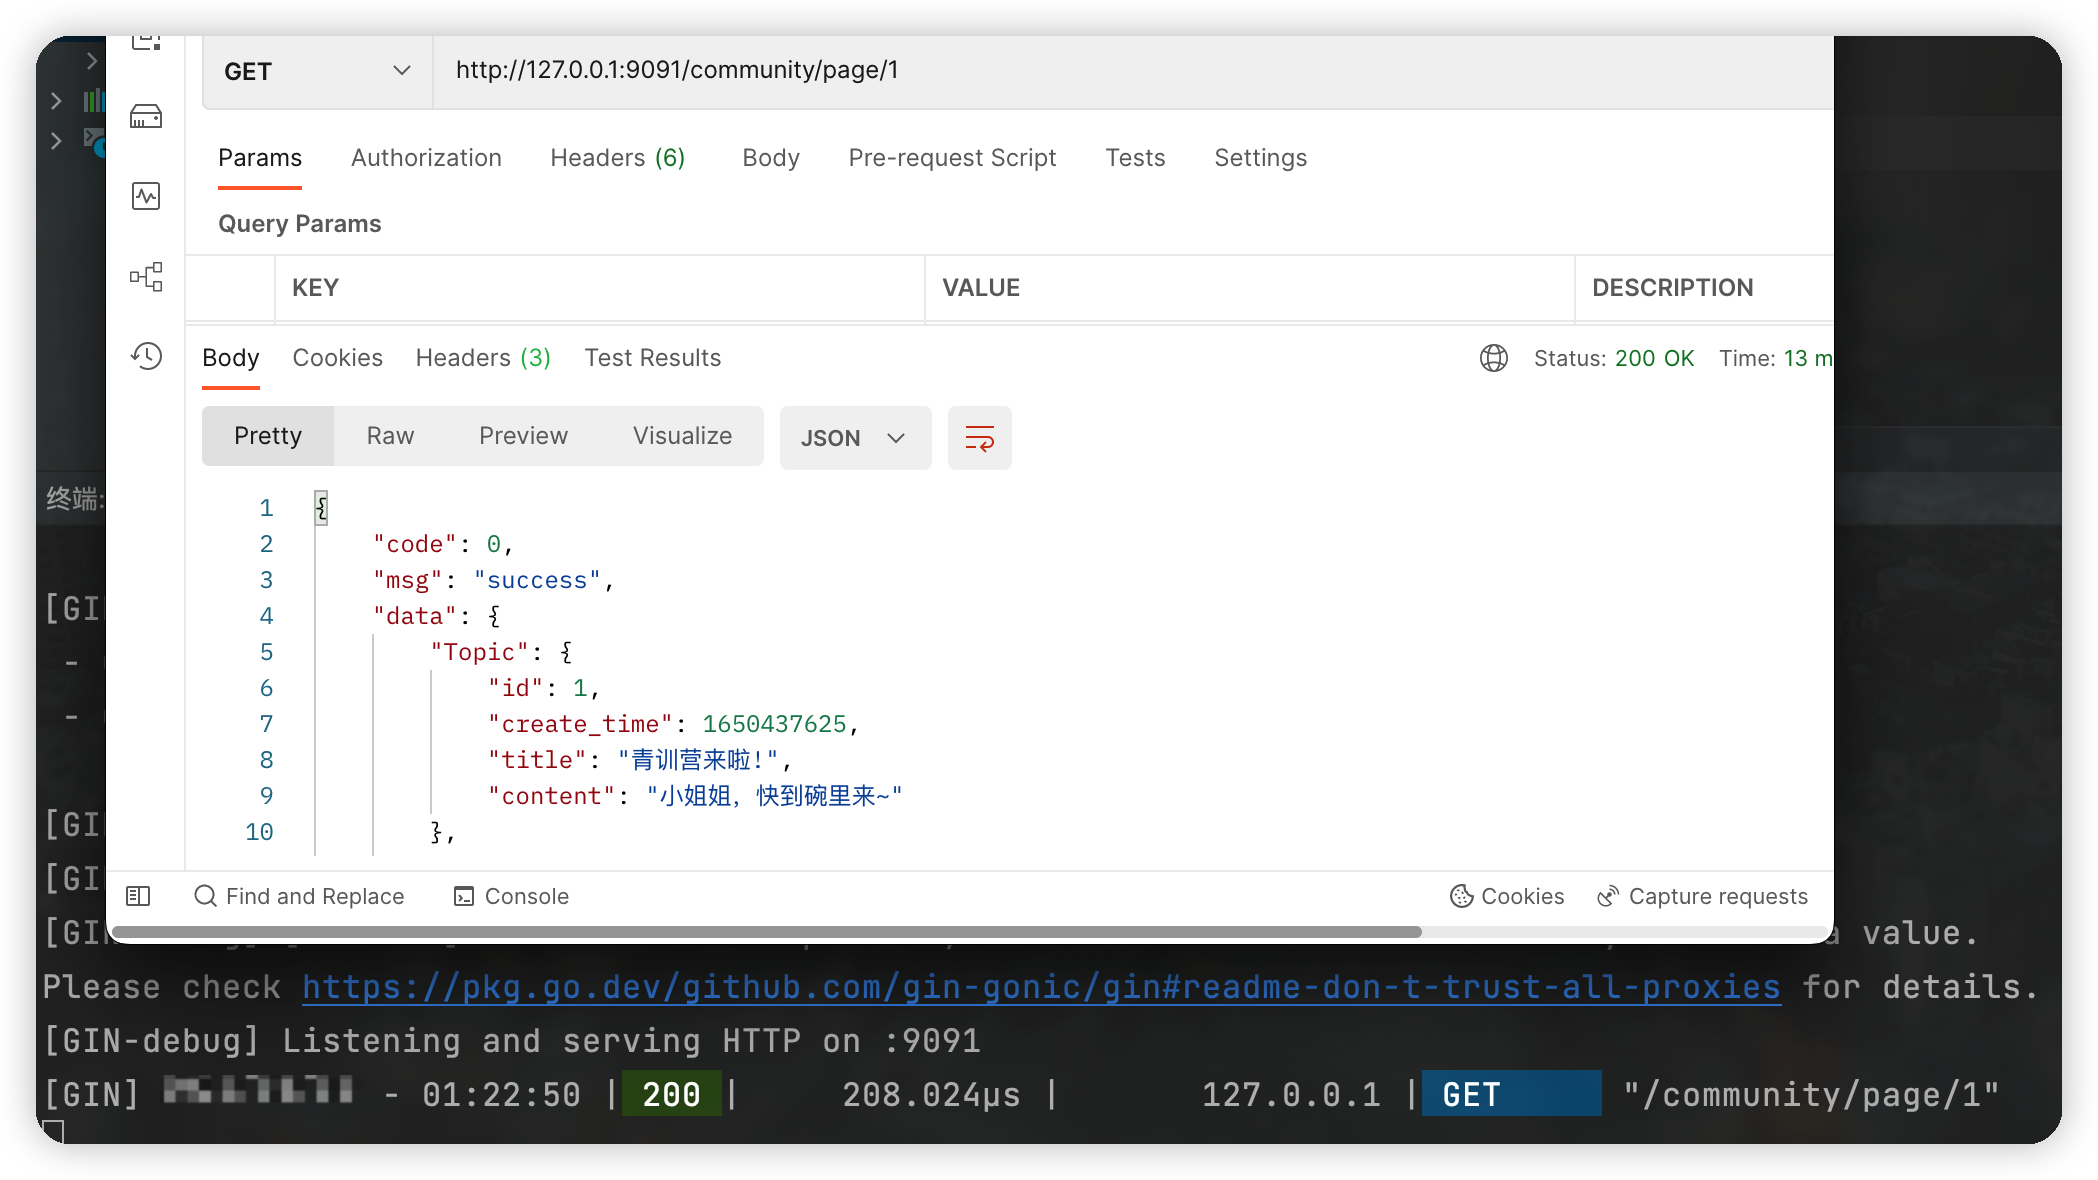 GET http://127.0.0.1:9091/community/page/1
Params Authorization Headers (6) Body Pre-request Script Tests Settings
Query Params
KEY VALUE DESCRIPTION
Body Cookies Headers (3) Test Results Status: 200 OK Time: 13 m
Pretty Raw Preview Visualize JSON
1 {
2 "code": 0,
3 "msg": "success",
4 "data": {
5 "Topic": {
6 "id": 1,
7 "create_time": 1650437625,
8 "title": "青训营来啦!",
9 "content": "小姐姐，快到碗里来~"
10 },
Find and Replace Console Cookies Capture requests
终端:
[GI
-
-
[GI
[GI
[GI a value.
Please check https://pkg.go.dev/github.com/gin-gonic/gin#readme-don-t-trust-all-proxies for details.
[GIN-debug] Listening and serving HTTP on :9091
[GIN] - 01:22:50 | 200 | 208.024µs | 127.0.0.1 | GET "/community/page/1"